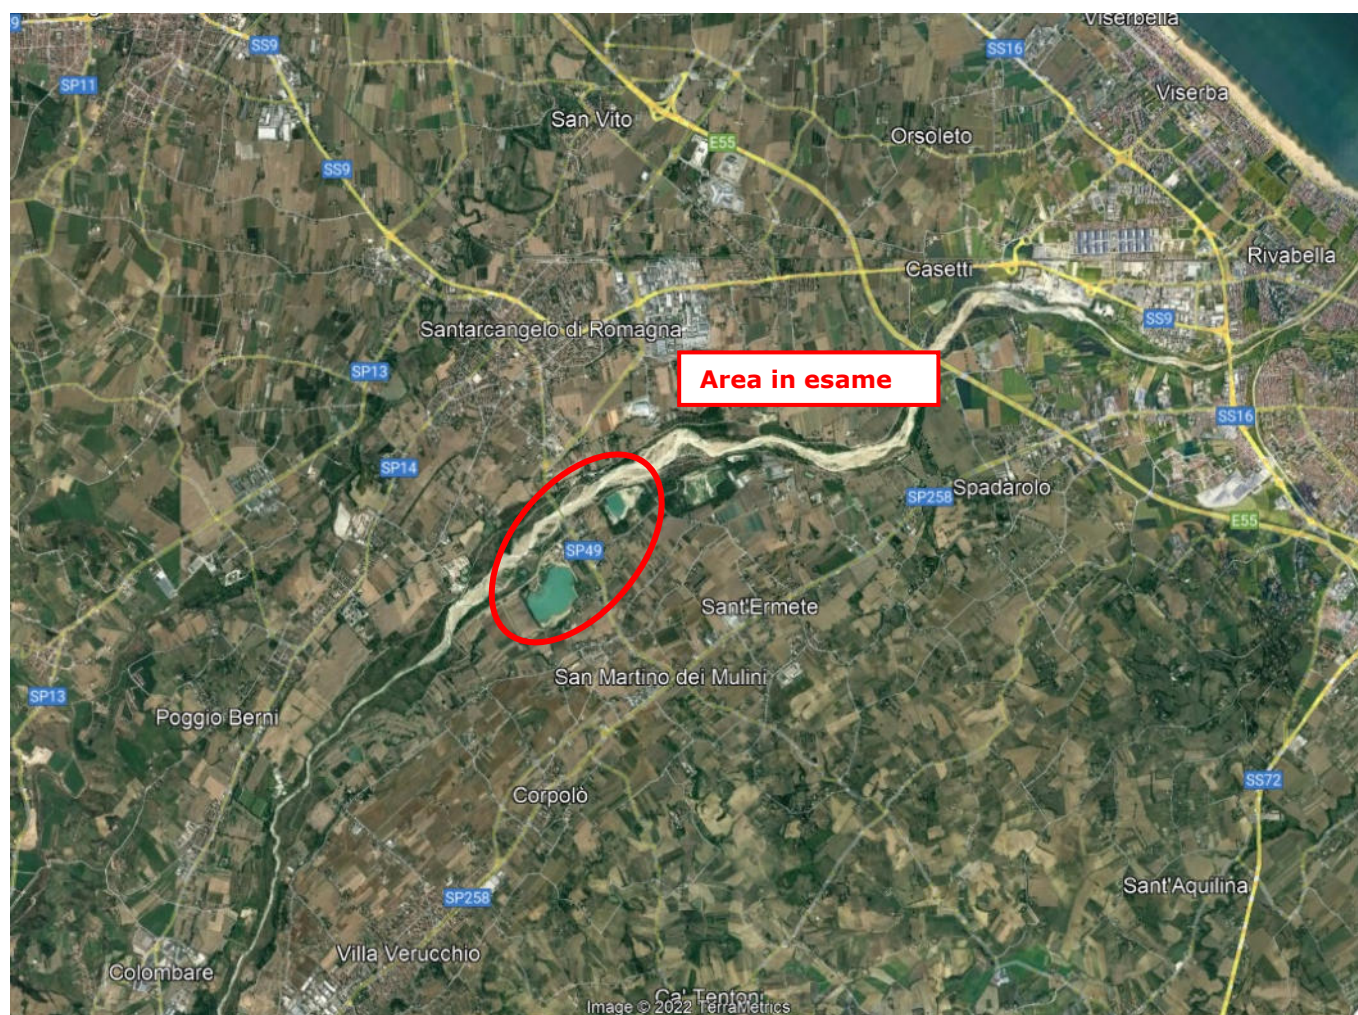 Viserbella
9
SS9
SS16
SP11
Viserba
San Vito
Orsoleto
E55
SS9
Rivabella
Casetti
SS9
Santarcangelo di Romagna
Area in esame
SP13
SS16
SP14
Spadarolo
SP258
E55
SP49
Sant'Ermete
San Martino dei Mulini
SP13
Poggio Berni
SS72
Corpolò
Sant'Aquilina
SP258
Villa Verucchio
Colombare
Ca' Tentoni
Image © 2022 TerraMetrics